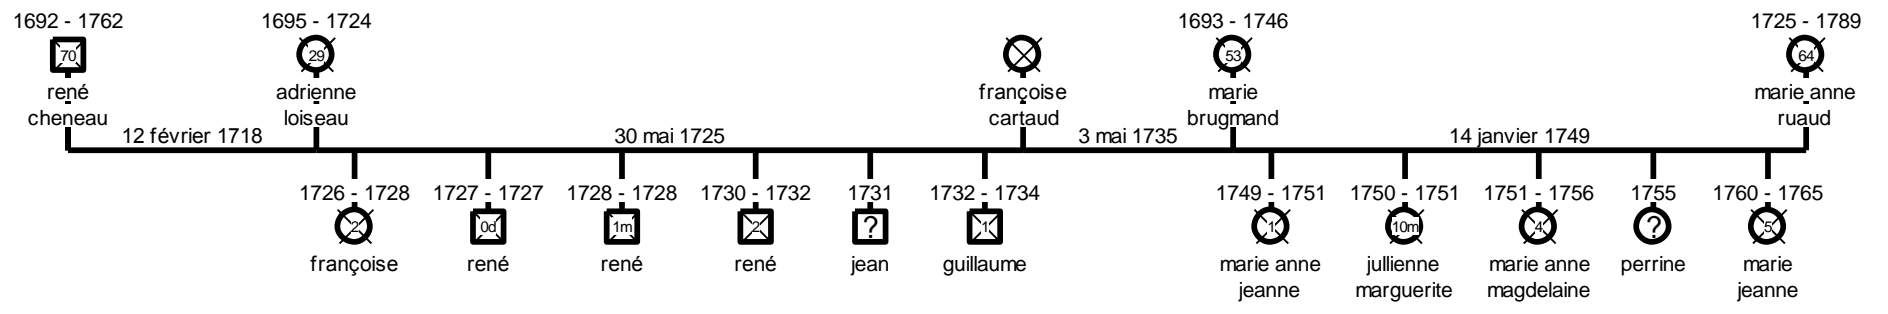 1692 - 1762
1695 - 1724
1693 - 1746
1725 - 1789
70
29
53
64
rené
cheneau
adrienne
loiseau
françoise
cartaud
marie
brugmand
marie anne
ruaud
12 février 1718
30 mai 1725
3 mai 1735
14 janvier 1749
1726 - 1728
1727 - 1727
1728 - 1728
1730 - 1732
1731
1732 - 1734
1749 - 1751
1750 - 1751
1751 - 1756
1755
1760 - 1765
2
0d
1m
2
?
1
1
10m
4
?
5
françoise
rené
rené
rené
jean
guillaume
marie anne
jeanne
jullienne
marguerite
marie anne
magdelaine
perrine
marie
jeanne